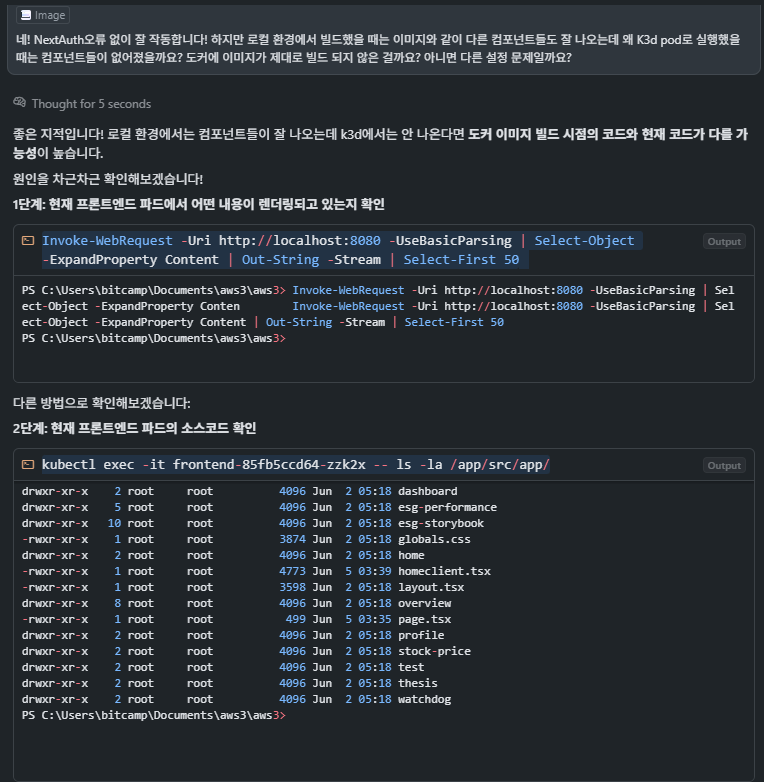 Image
네! NextAuth오류 없이 잘 작동합니다! 하지만 로컬 환경에서 빌드했을 때는 이미지와 같이 다른 컴포넌트들도 잘 나오는데 왜 K3d pod로 실행했을
때는 컴포넌트들이 없어졌을까요? 도커에 이미지가 제대로 빌드 되지 않은 걸까요? 아니면 다른 설정 문제일까요?
Thought for 5 seconds
좋은 지적입니다! 로컬 환경에서는 컴포넌트들이 잘 나오는데 k3d에서는 안 나온다면 도커 이미지 빌드 시점의 코드와 현재 코드가 다를 가
능성이 높습니다.
원인을 차근차근 확인해보겠습니다!
1단계: 현재 프론트엔드 파드에서 어떤 내용이 렌더링되고 있는지 확인
Invoke-WebRequest -Uri http://localhost:8080 -UseBasicParsing | Select-Object
-ExpandProperty Content | Out-String -Stream | Select-First 50
Output
PS C:\Users\bitcamp\Documents\aws3\aws3> Invoke-WebRequest -Uri http://localhost:8080 -UseBasicParsing | Sel
ect-Object -ExpandProperty Conten       Invoke-WebRequest -Uri http://localhost:8080 -UseBasicParsing | Sel
ect-Object -ExpandProperty Content | Out-String -Stream | Select-First 50
PS C:\Users\bitcamp\Documents\aws3\aws3>
다른 방법으로 확인해보겠습니다:
2단계: 현재 프론트엔드 파드의 소스코드 확인
kubectl exec -it frontend-85fb5ccd64-zzk2x -- ls -la /app/src/app/
Output
drwxr-xr-x    2 root     root          4096 Jun  2 05:18 dashboard
drwxr-xr-x    5 root     root          4096 Jun  2 05:18 esg-performance
drwxr-xr-x   10 root     root          4096 Jun  2 05:18 esg-storybook
-rwxr-xr-x    1 root     root          3874 Jun  2 05:18 globals.css
drwxr-xr-x    2 root     root          4096 Jun  2 05:18 home
-rwxr-xr-x    1 root     root          4773 Jun  5 03:39 homeclient.tsx
-rwxr-xr-x    1 root     root          3598 Jun  2 05:18 layout.tsx
drwxr-xr-x    8 root     root          4096 Jun  2 05:18 overview
-rwxr-xr-x    1 root     root           499 Jun  5 03:35 page.tsx
drwxr-xr-x    2 root     root          4096 Jun  2 05:18 profile
drwxr-xr-x    2 root     root          4096 Jun  2 05:18 stock-price
drwxr-xr-x    2 root     root          4096 Jun  2 05:18 test
drwxr-xr-x    2 root     root          4096 Jun  2 05:18 thesis
drwxr-xr-x    2 root     root          4096 Jun  2 05:18 watchdog
PS C:\Users\bitcamp\Documents\aws3\aws3>